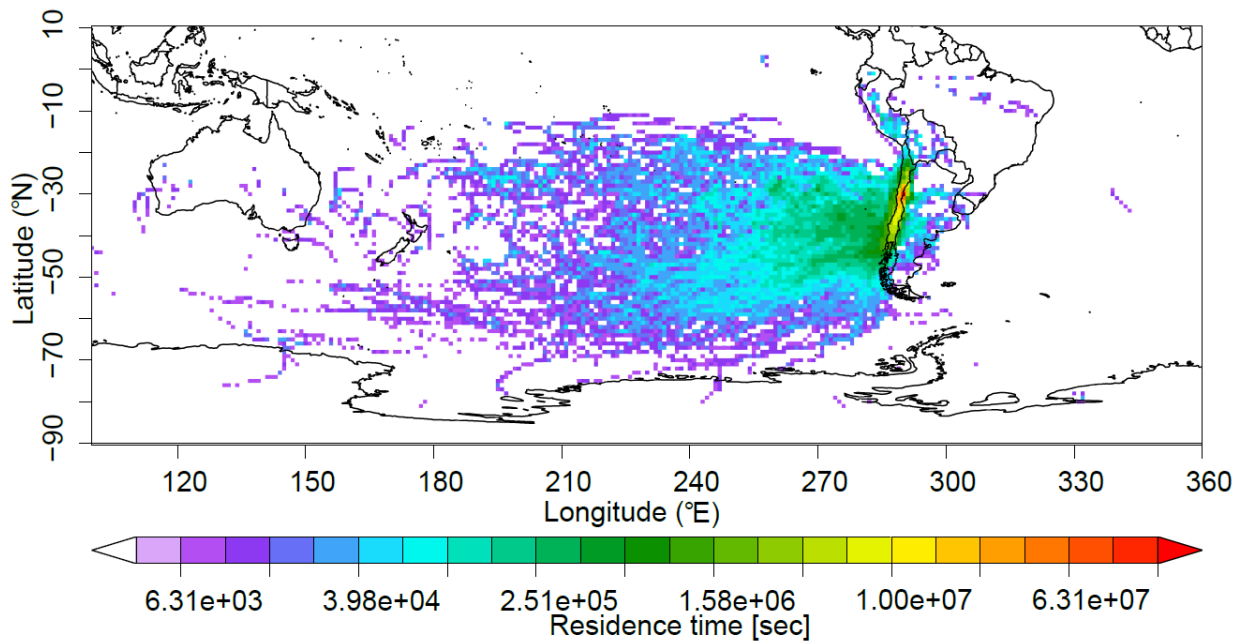 10
−10
−30
−50
−70
−90
Latitude (°N)
120 150 180 210 240 270 300 330 360
Longitude (°E)
6.31e+03 3.98e+04 2.51e+05 1.58e+06 1.00e+07 6.31e+07
Residence time [sec]